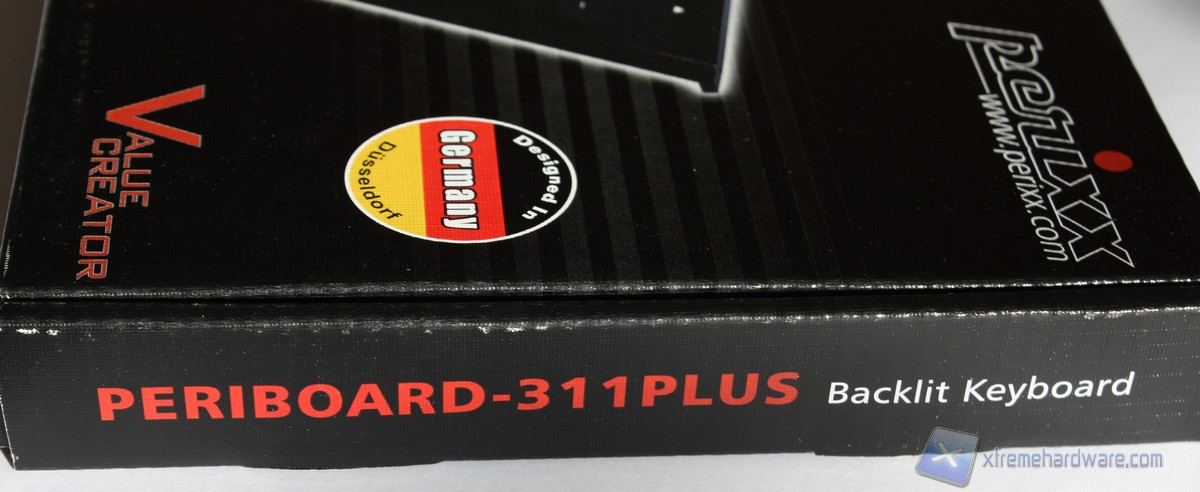 perixx
www.perixx.com
Designed In
Germany
Düsseldorf
VALUE
CREATOR
PERIBOARD-311PLUS Backlit Keyboard
xtremehardware.com